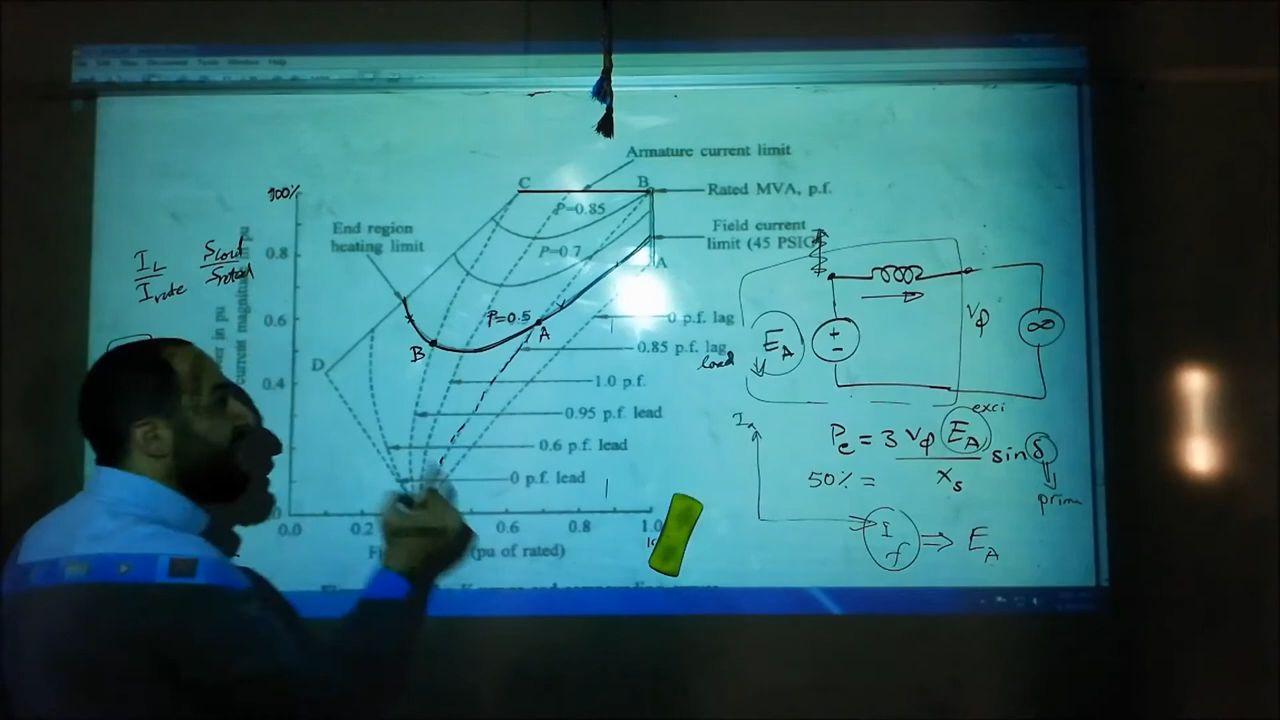 Armature current limit
100%
C
B
Rated MVA, p.f.
P=0.85
End region
heating limit
Field current
limit (45 PSIG
0.8
P=0.7
A
I_L
I_rate
S_rated
0.6
P=0.5
A
0 p.f. lag
B
0.85 p.f. lag
load
E_A
+
-
V_ϕ
∞
D
0.4
1.0 p.f.
0.95 p.f. lead
0.6 p.f. lead
0 p.f. lead
I_a
exci
P_e = 3 V_ϕ E_A sin δ
X_s
50% =
I_f ⇒ E_A
0.0
0.2
0.6
0.8
1.0
(pu of rated)